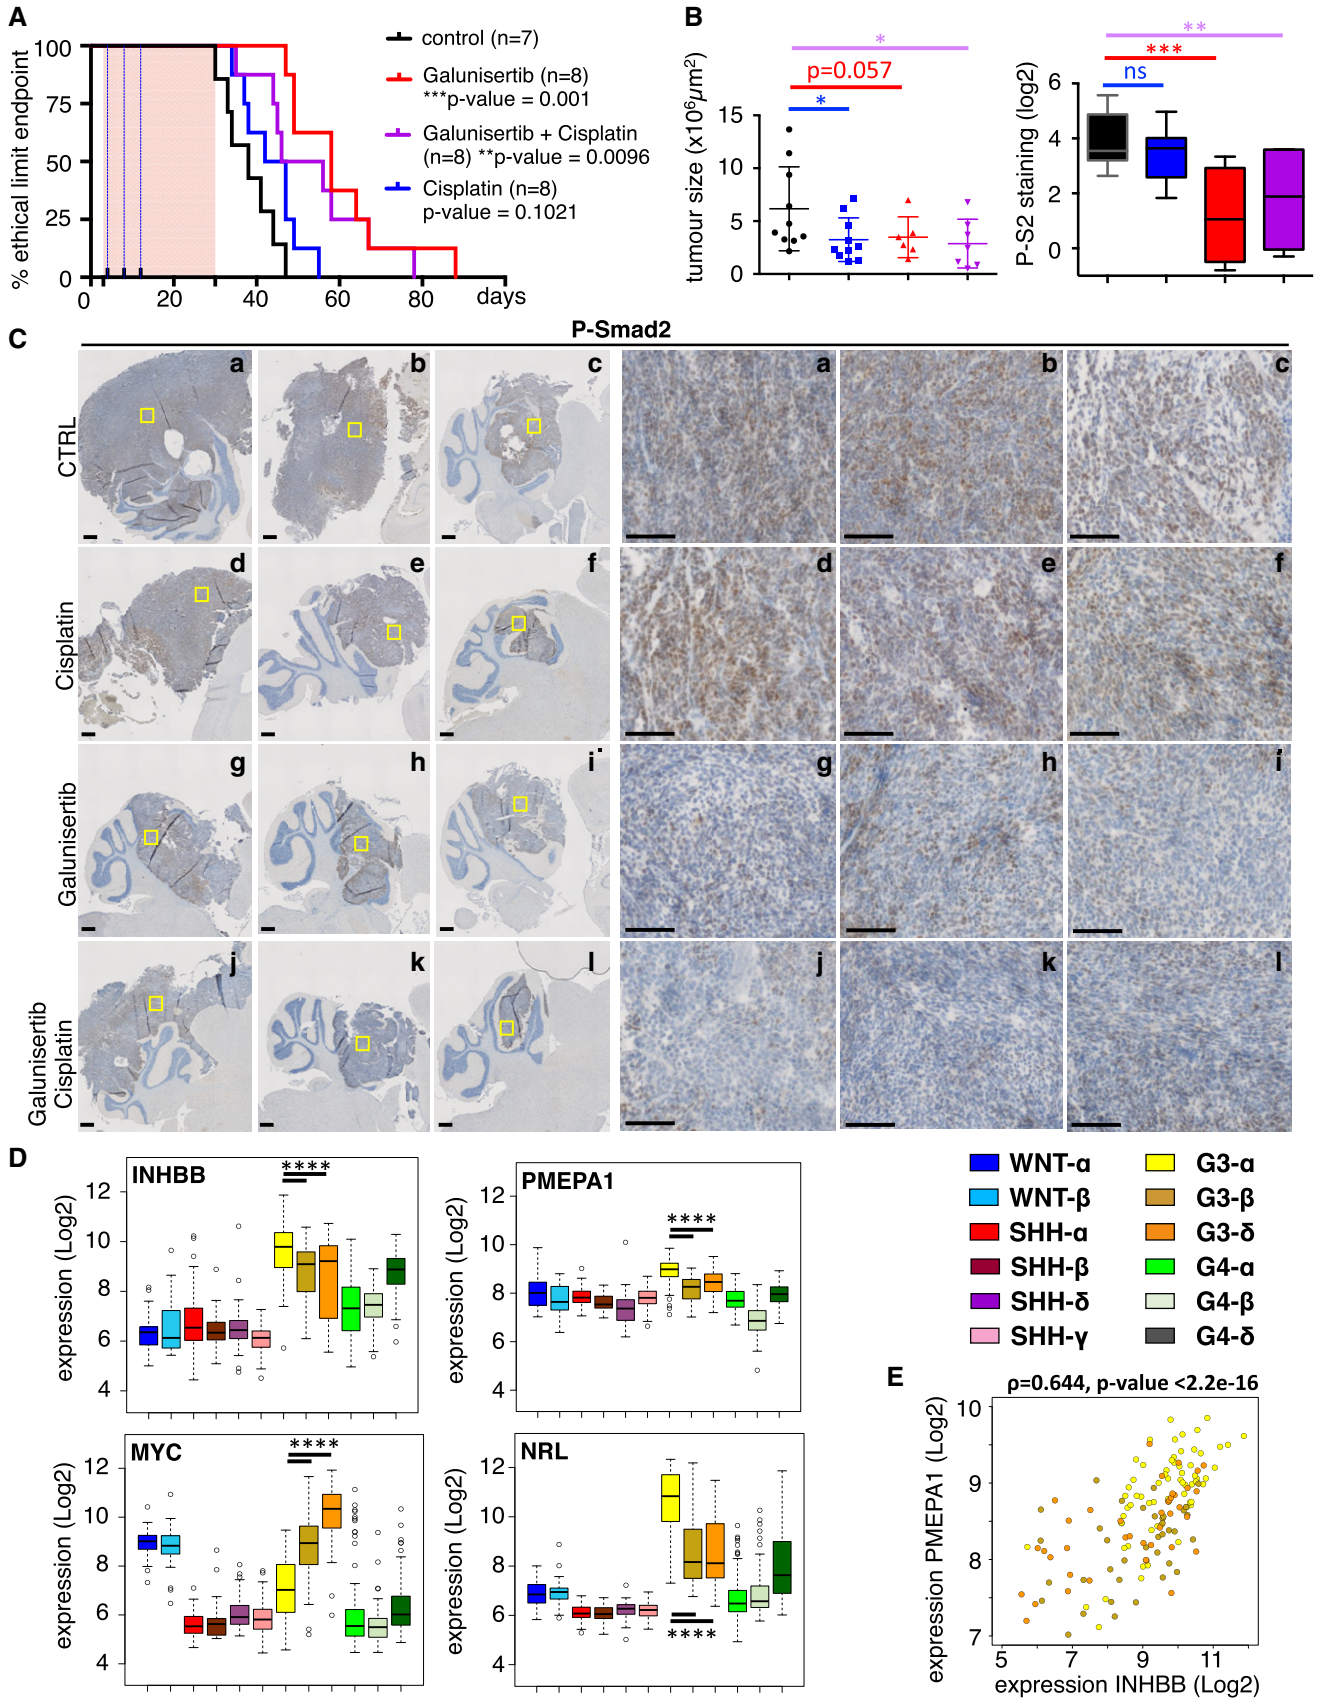 A
% ethical limit endpoint
100
75
50
25
0
0
20
40
60
80
days
control (n=7)
Galunisertib (n=8)
***p-value = 0.001
Galunisertib + Cisplatin
(n=8) **p-value = 0.0096
Cisplatin (n=8)
p-value = 0.1021
B
tumour size (x10⁶µm²)
15
10
5
0
*
p=0.057
*
P-S2 staining (log2)
6
4
2
0
**
***
ns
C
P-Smad2
CTRL
a
b
c
a
b
c
Cisplatin
d
e
f
d
e
f
Galunisertib
g
h
i
g
h
i
Galunisertib
Cisplatin
j
k
l
j
k
l
D
INHBB
****
expression (Log2)
12
10
8
6
4
PMEPA1
****
expression (Log2)
12
10
8
6
4
MYC
****
expression (Log2)
12
10
8
6
4
NRL
****
expression (Log2)
12
10
8
6
4
WNT-α
WNT-β
SHH-α
SHH-β
SHH-δ
SHH-γ
G3-α
G3-β
G3-δ
G4-α
G4-β
G4-δ
E
ρ=0.644, p-value <2.2e-16
expression PMEPA1 (Log2)
10
9
8
7
5
7
9
11
expression INHBB (Log2)